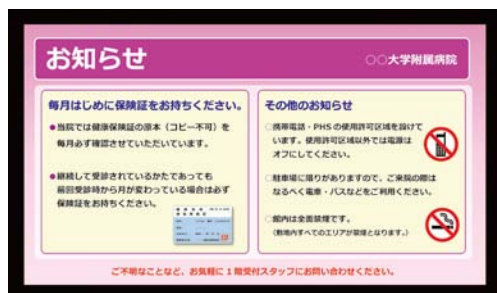 お知らせ
○○大学附属病院
毎月はじめに保険証をお持ちください。
●当院では健康保険証の原本（コピー不可）を
毎月必ず確認させていただいています。
●継続して受診されているかたであっても
前回受診時から月が変わっている場合は必ず
保険証をお持ちください。
その他のお知らせ
○携帯電話・PHSの使用許可区域を設けて
います。使用許可区域以外では電源は
オフにしてください。
○駐車場に限りがありますので、ご来院の際は
なるべく電車・バスなどをご利用ください。
○館内は全面禁煙です。
（敷地内すべてのエリアが禁煙となります。）
ご不明なことなど、お気軽に1階受付スタッフにお問い合わせください。